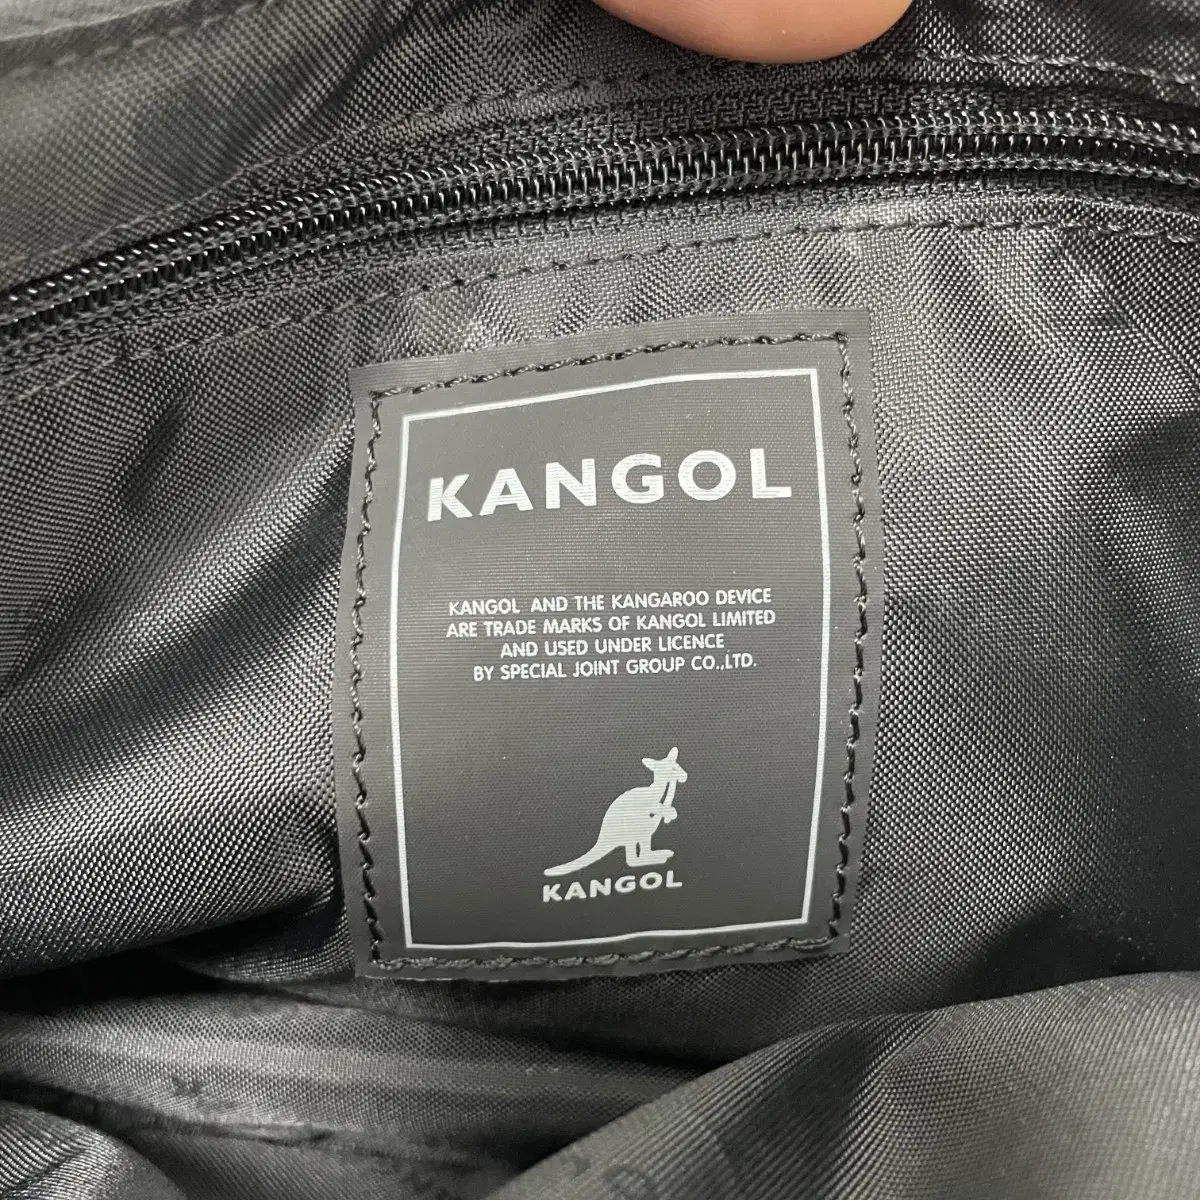 KANGOL
KANGOL AND THE KANGAROO DEVICE
ARE TRADE MARKS OF KANGOL LIMITED
AND USED UNDER LICENCE
BY SPECIAL JOINT GROUP CO.,LTD.
KANGOL